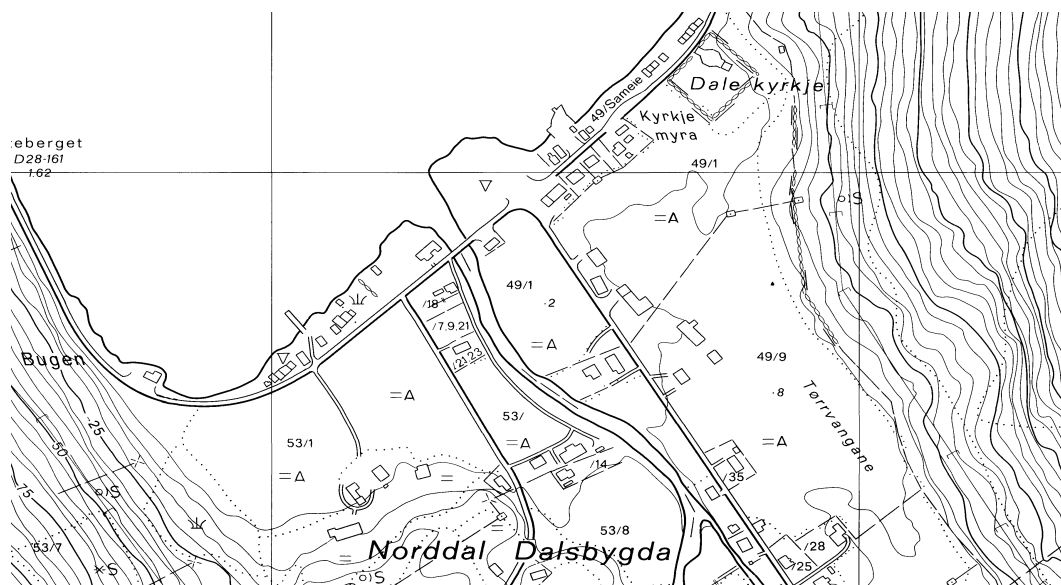 Dale kyrkje
49/Sameie
Kyrkje
myra
eberget
D28-161
1.62
49/1
S
A
49/1
2
/18
/7,9,21
A
/21 23
Bugen
49/9
8
Tørrvangane
A
25
53/
53/1
A
A
50
S
A
/14
/35
75
53/7
S
53/8
Norddal Dalsbygda
/28
/25
S